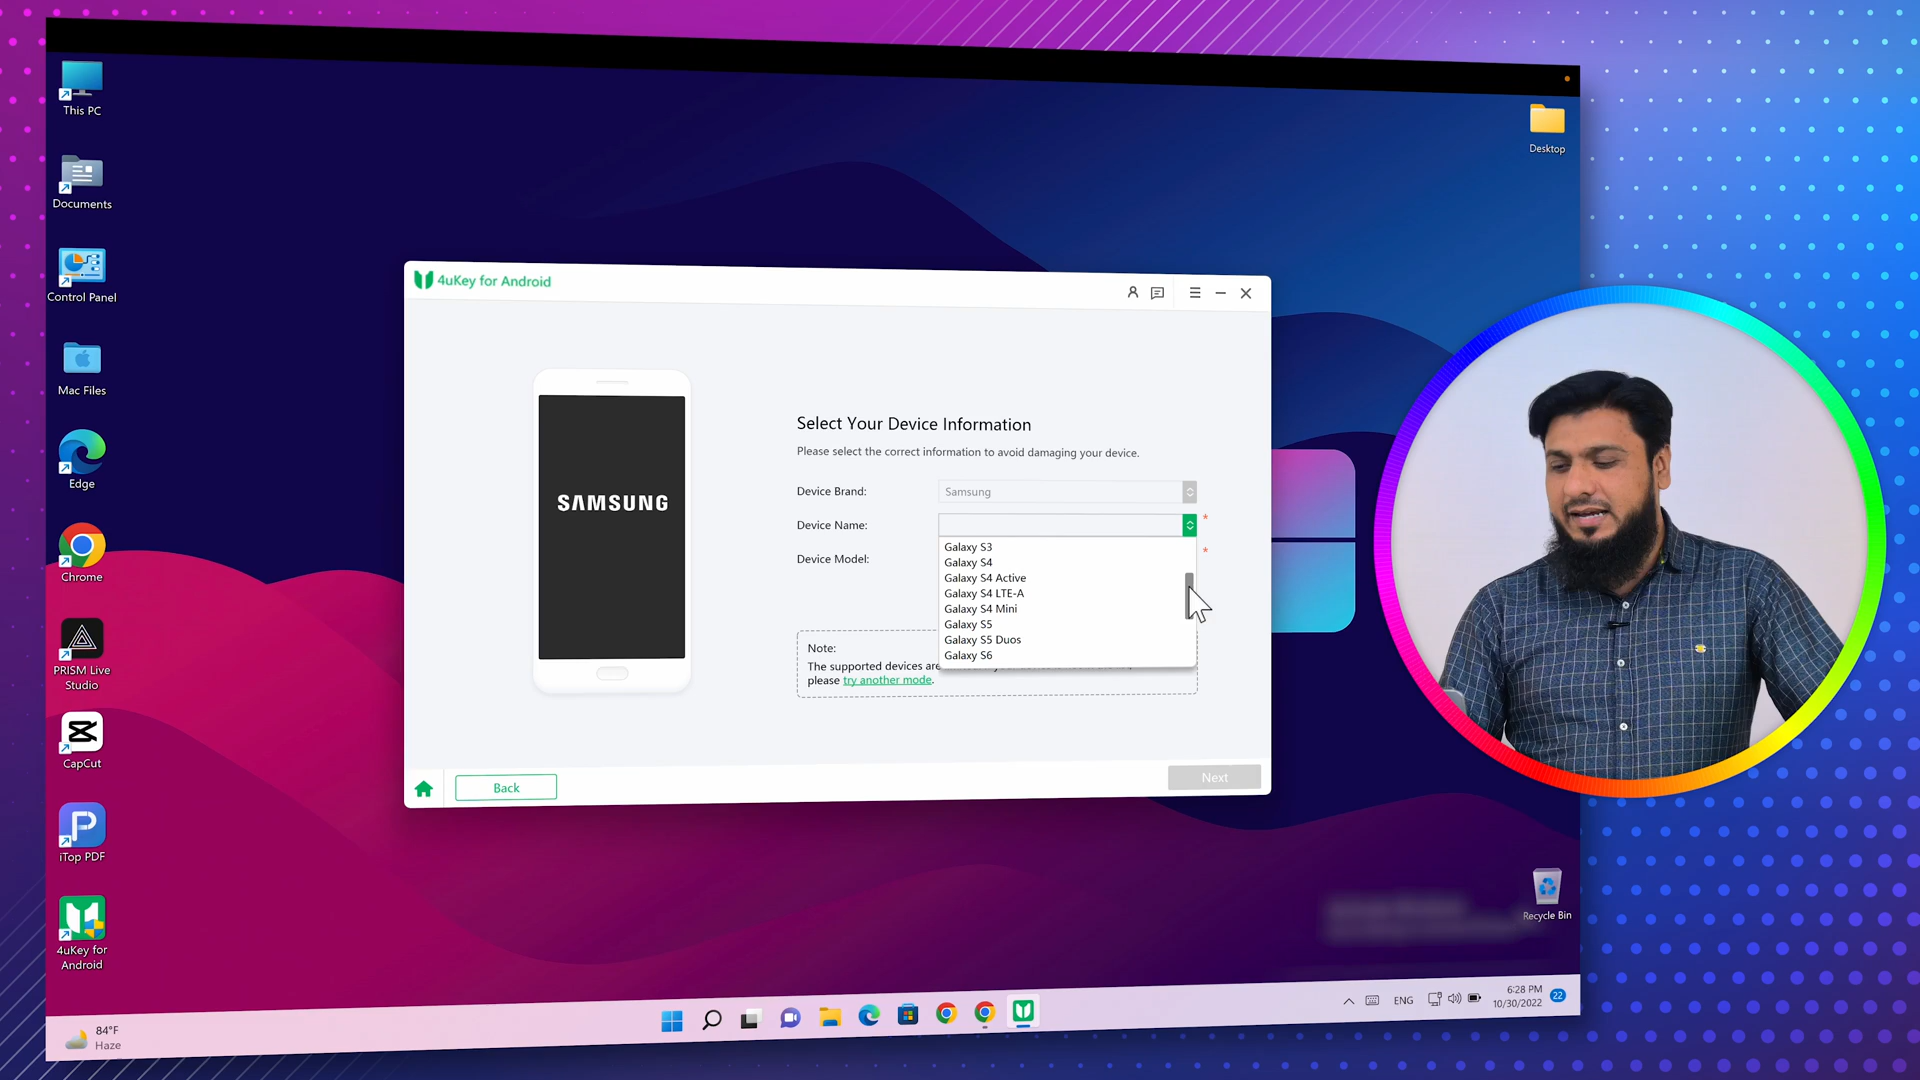 This PC
Documents
Control Panel
Mac Files
Edge
Chrome
PRISM Live
Studio
CapCut
iTop PDF
4uKey for
Android
Desktop
4uKey for Android
SAMSUNG
Select Your Device Information
Please select the correct information to avoid damaging your device.
Device Brand:
Samsung
Device Name:
*
Device Model:
*
Galaxy S3
Galaxy S4
Galaxy S4 Active
Galaxy S4 LTE-A
Galaxy S4 Mini
Galaxy S5
Galaxy S5 Duos
Galaxy S6
Note:
The supported devices are
please try another mode.
Back
Next
Recycle Bin
84°F
Haze
ENG
6:28 PM
10/30/2022
22